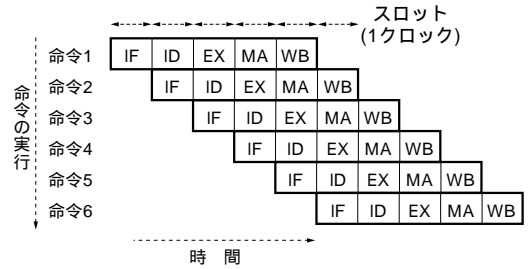 スロット
(1クロック)
命令1 IF ID EX MA WB
命令2 IF ID EX MA WB
命令3 IF ID EX MA WB
命令4 IF ID EX MA WB
命令5 IF ID EX MA WB
命令6 IF ID EX MA WB
命令の実行
時 間